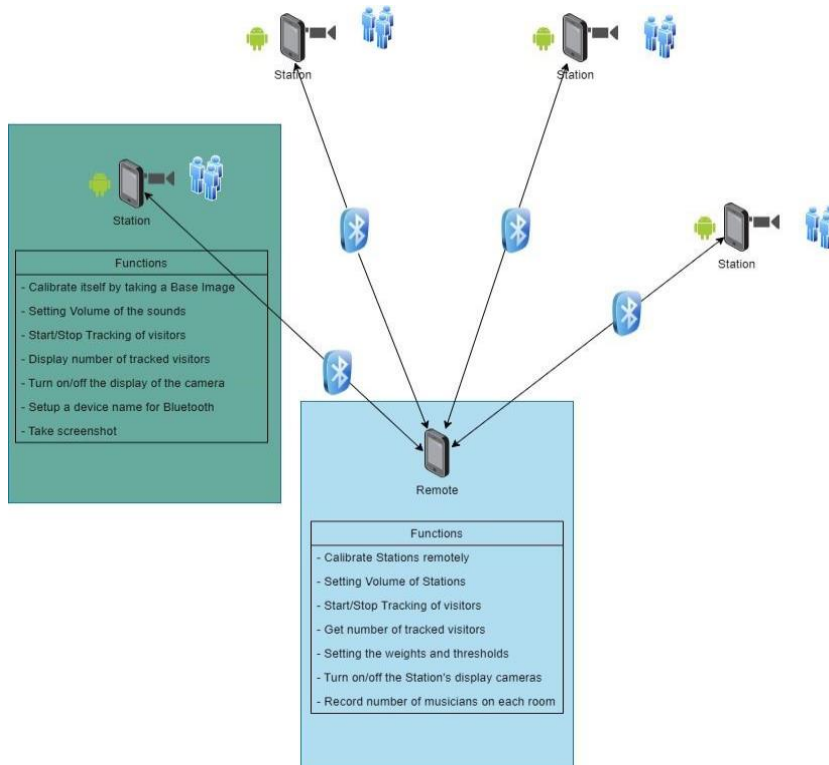 Station
Station
Station
Station
Functions
- Calibrate itself by taking a Base Image
- Setting Volume of the sounds
- Start/Stop Tracking of visitors
- Display number of tracked visitors
- Turn on/off the display of the camera
- Setup a device name for Bluetooth
- Take screenshot
Remote
Functions
- Calibrate Stations remotely
- Setting Volume of Stations
- Start/Stop Tracking of visitors
- Get number of tracked visitors
- Setting the weights and thresholds
- Turn on/off the Station's display cameras
- Record number of musicians on each room